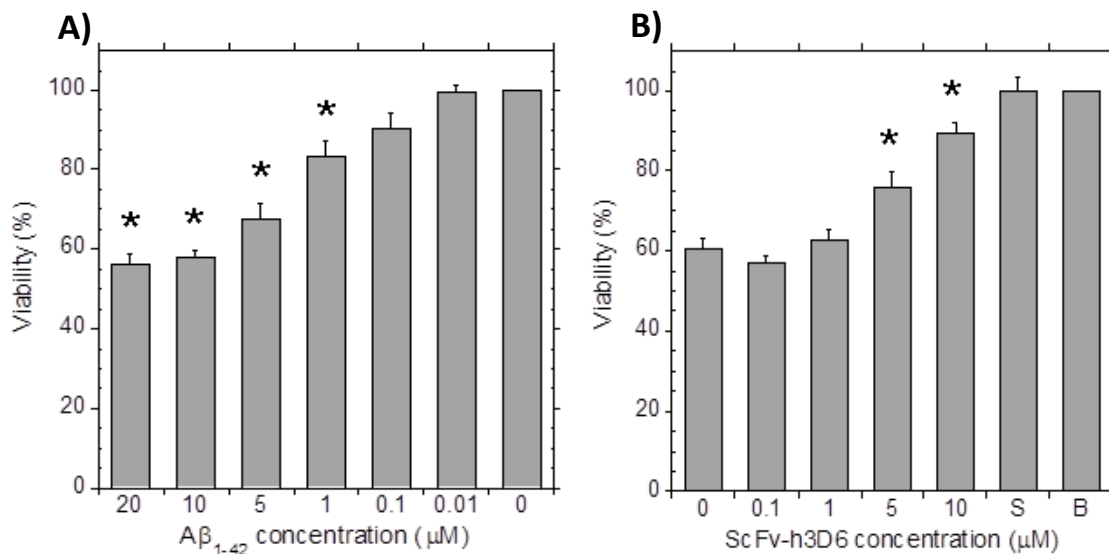 A)
* * * *
Viability (%)
100
80
60
40
20
0
20 10 5 1 0.1 0.01 0
Aβ1-42 concentration (μM)
B)
* *
Viability (%)
100
80
60
40
20
0
0 0.1 1 5 10 S B
ScFv-h3D6 concentration (μM)